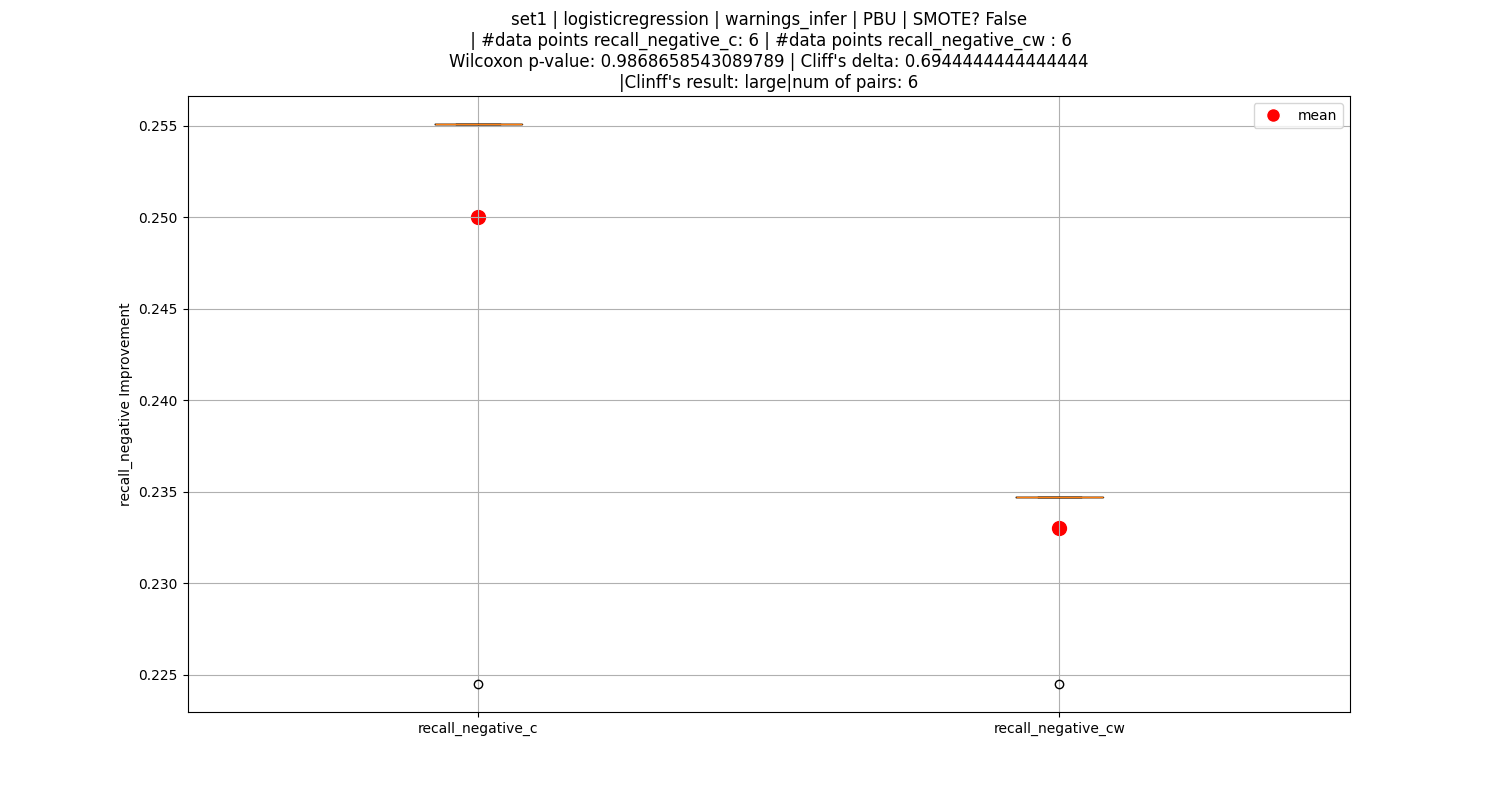 set1 | logisticregression | warnings_infer | PBU | SMOTE? False
| #data points recall_negative_c: 6 | #data points recall_negative_cw : 6
Wilcoxon p-value: 0.9868658543089789 | Cliff's delta: 0.6944444444444444
|Clinff's result: large|num of pairs: 6
mean
0.255
0.250
0.245
0.240
0.235
0.230
0.225
recall_negative Improvement
recall_negative_c
recall_negative_cw